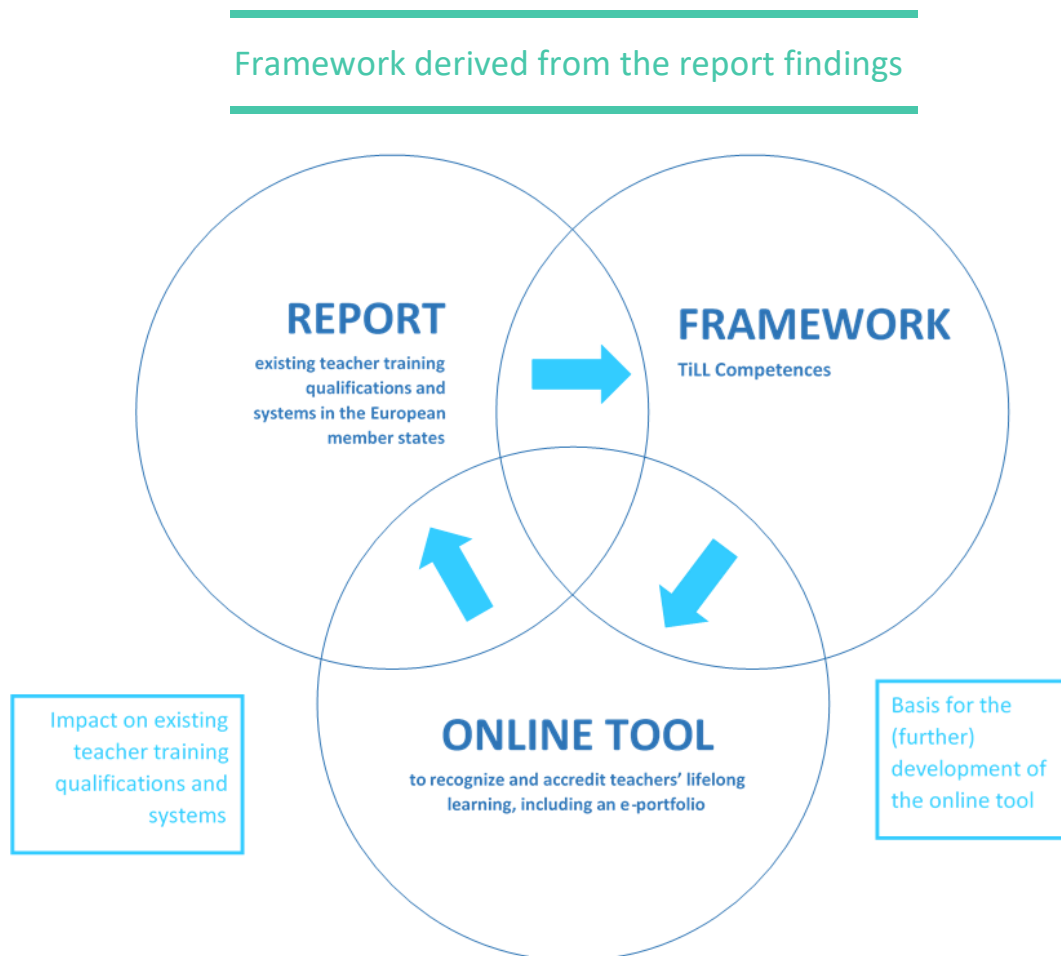 Framework derived from the report findings
REPORT
existing teacher training
qualifications and
systems in the European
member states
FRAMEWORK
TiLL Competences
Impact on existing
teacher training
qualifications and
systems
ONLINE TOOL
to recognize and accredit teachers’ lifelong
learning, including an e-portfolio
Basis for the
(further)
development of
the online tool